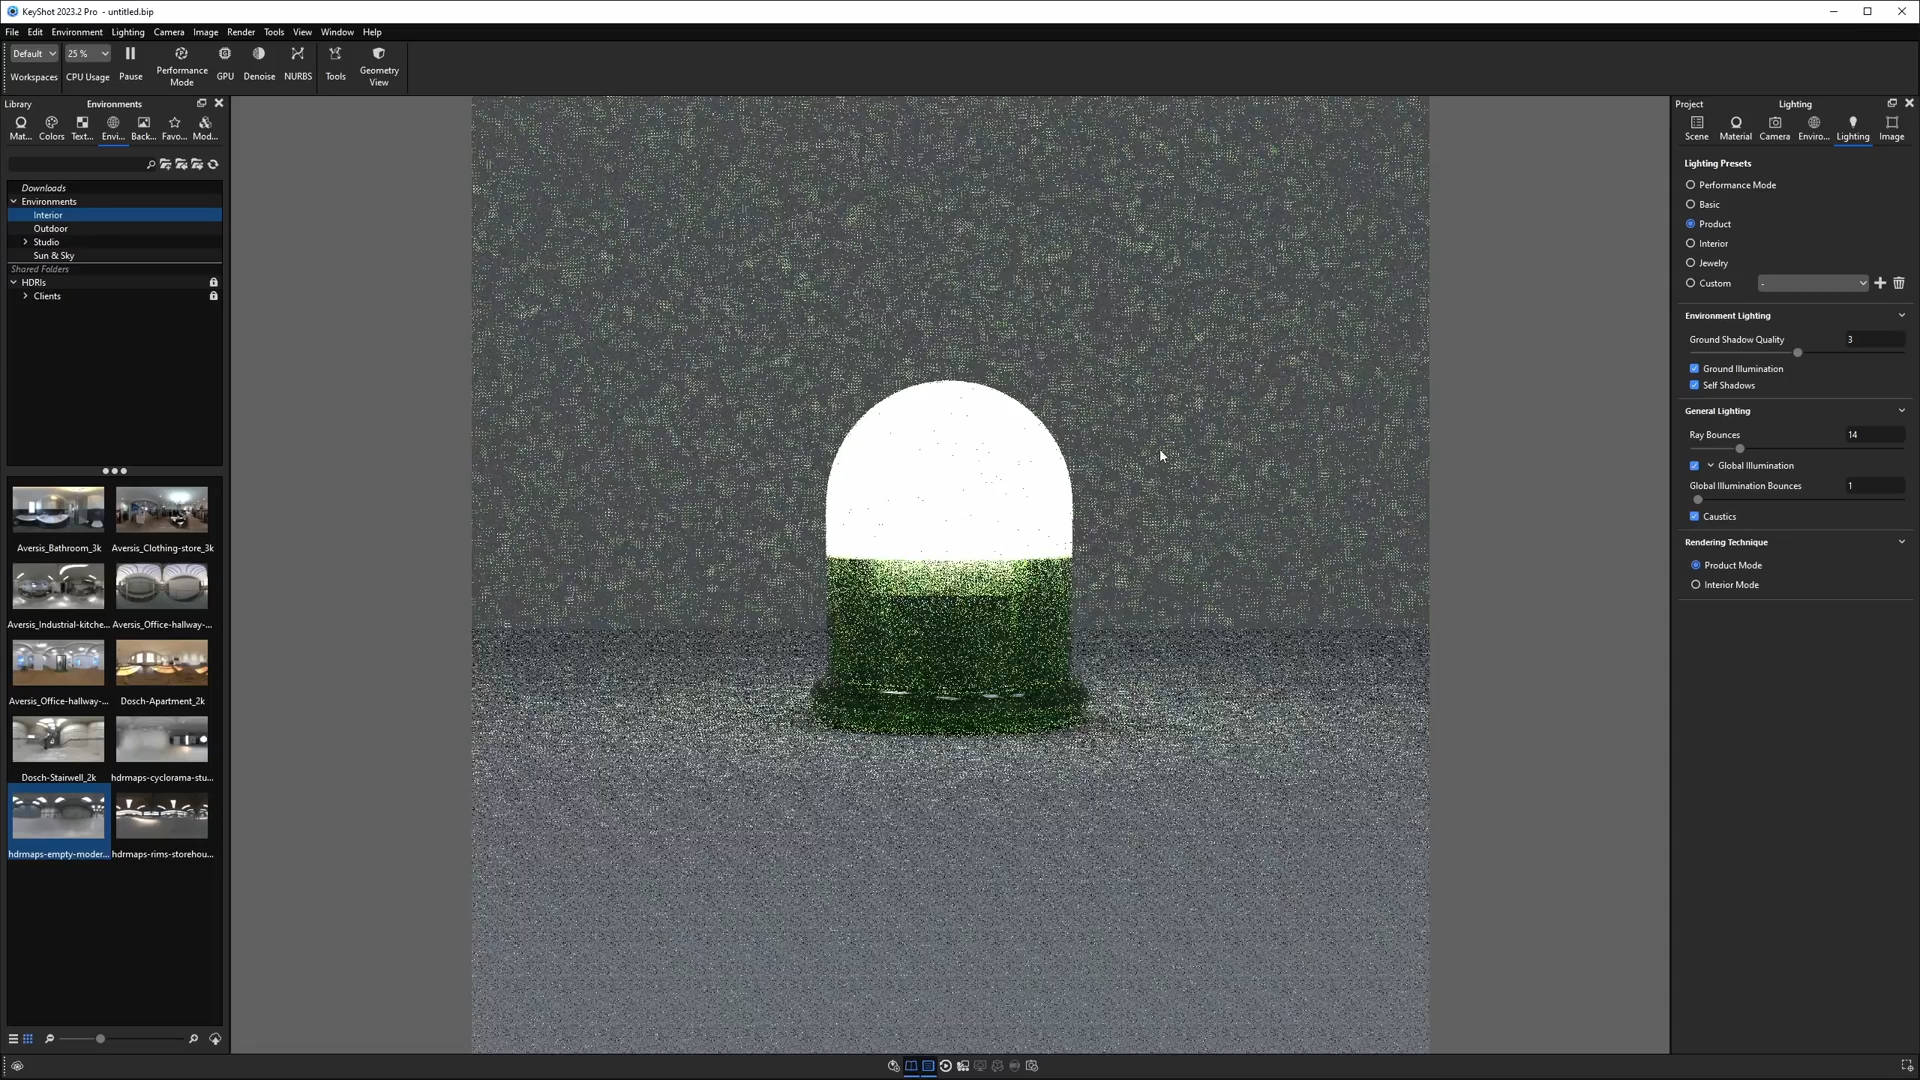 KeyShot 2023.2 Pro - untitled.bip
File Edit Environment Lighting Camera Image Render Tools View Window Help
Default 25 %
Workspaces CPU Usage Pause Performance Mode GPU Denoise NURBS Tools Geometry View
Library Environments
Mat... Colors Text... Envi... Back... Favo... Mod...
Downloads
Environments
Interior
Outdoor
Studio
Sun & Sky
Shared Folders
HDRIs
Clients
Aversis_Bathroom_3k Aversis_Clothing-store_3k
Aversis_Industrial-kitche... Aversis_Office-hallway-...
Aversis_Office-hallway-... Dosch-Apartment_2k
Dosch-Stairwell_2k hdrmaps-cyclorama-stu...
hdrmaps-empty-moder... hdrmaps-rims-storehou...
Project Lighting
Scene Material Camera Enviro... Lighting Image
Lighting Presets
Performance Mode
Basic
Product
Interior
Jewelry
Custom -
Environment Lighting
Ground Shadow Quality 3
Ground Illumination
Self Shadows
General Lighting
Ray Bounces 14
Global Illumination
Global Illumination Bounces 1
Caustics
Rendering Technique
Product Mode
Interior Mode